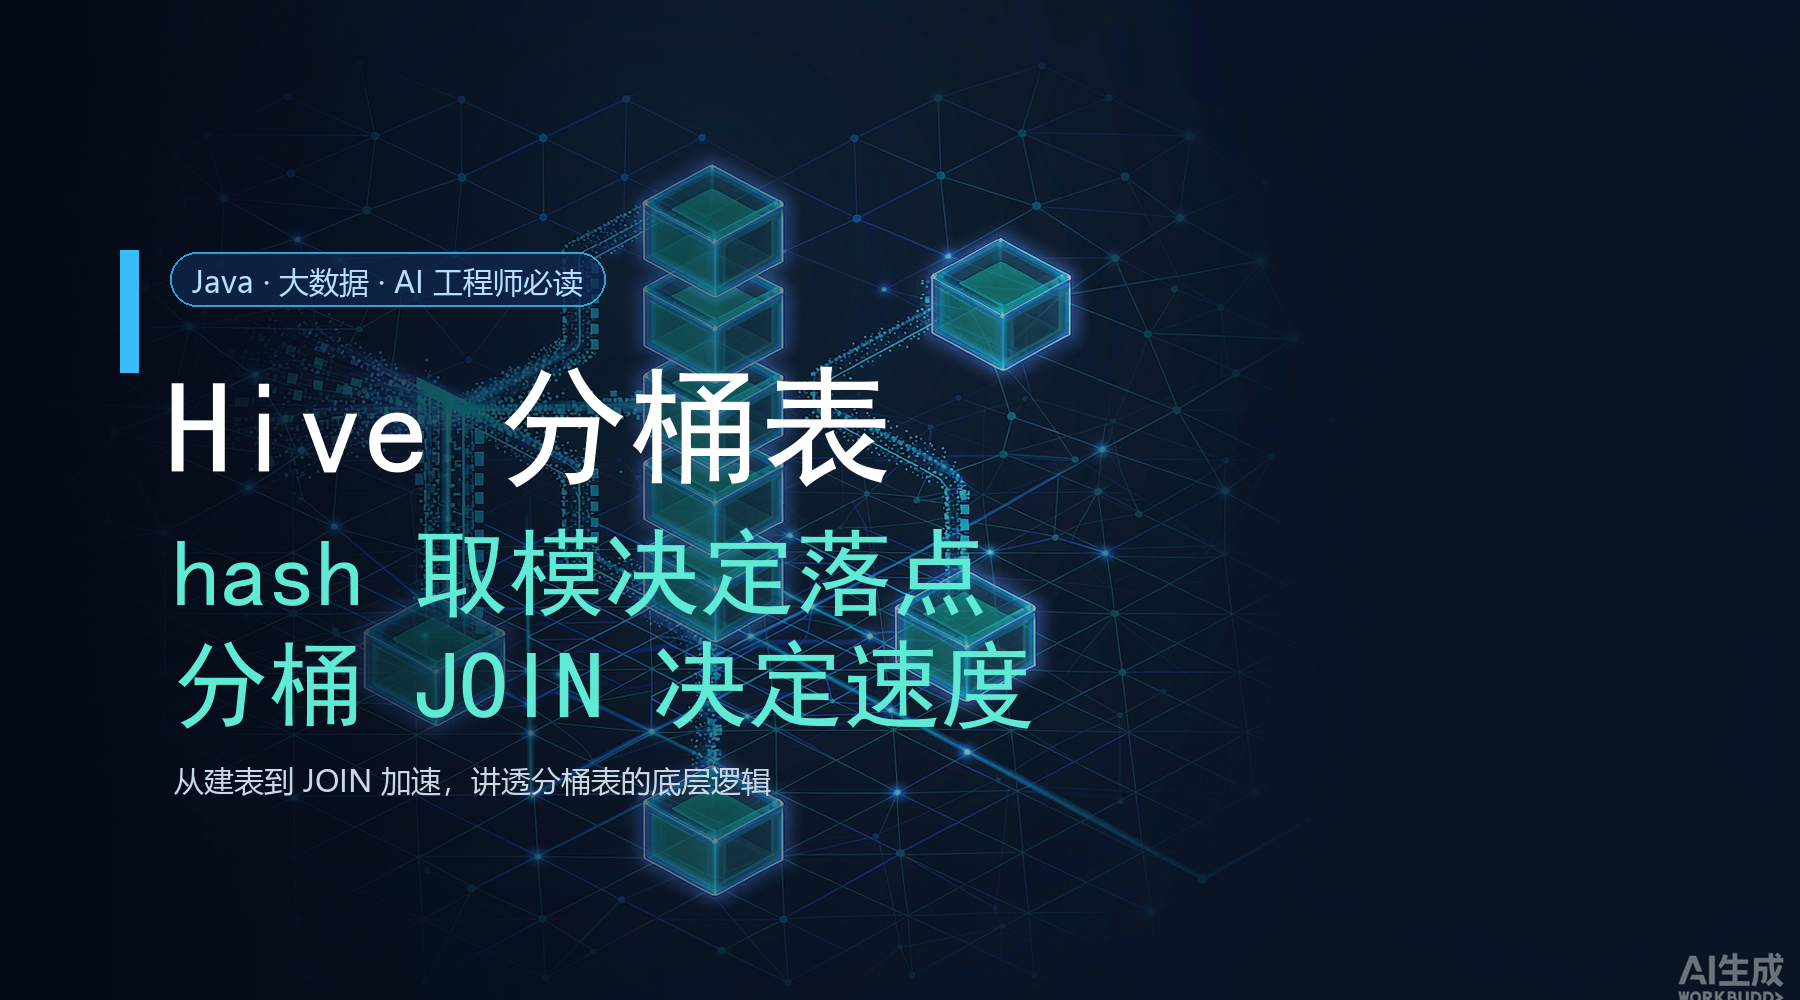 Java · 大数据 · AI 工程师必读
Hive 分桶表
hash 取模决定落点
分桶 JOIN 决定速度
从建表到 JOIN 加速，讲透分桶表的底层逻辑
AI生成